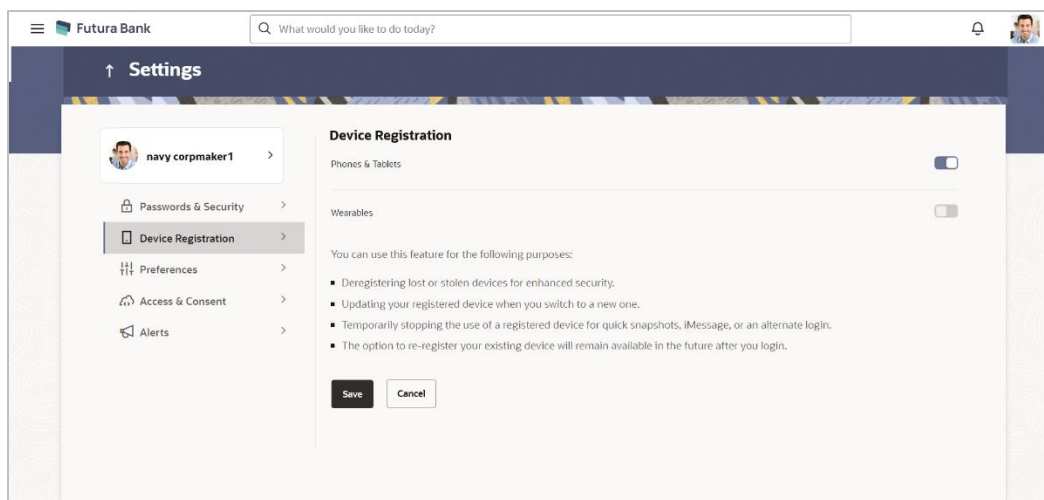 Futura Bank
What would you like to do today?
↑ Settings
navy corpmaker1
Passwords & Security
Device Registration
Preferences
Access & Consent
Alerts
Device Registration
Phones & Tablets
Wearables
You can use this feature for the following purposes:
▪ Deregistering lost or stolen devices for enhanced security.
▪ Updating your registered device when you switch to a new one.
▪ Temporarily stopping the use of a registered device for quick snapshots, iMessage, or an alternate login.
▪ The option to re-register your existing device will remain available in the future after you login.
Save
Cancel